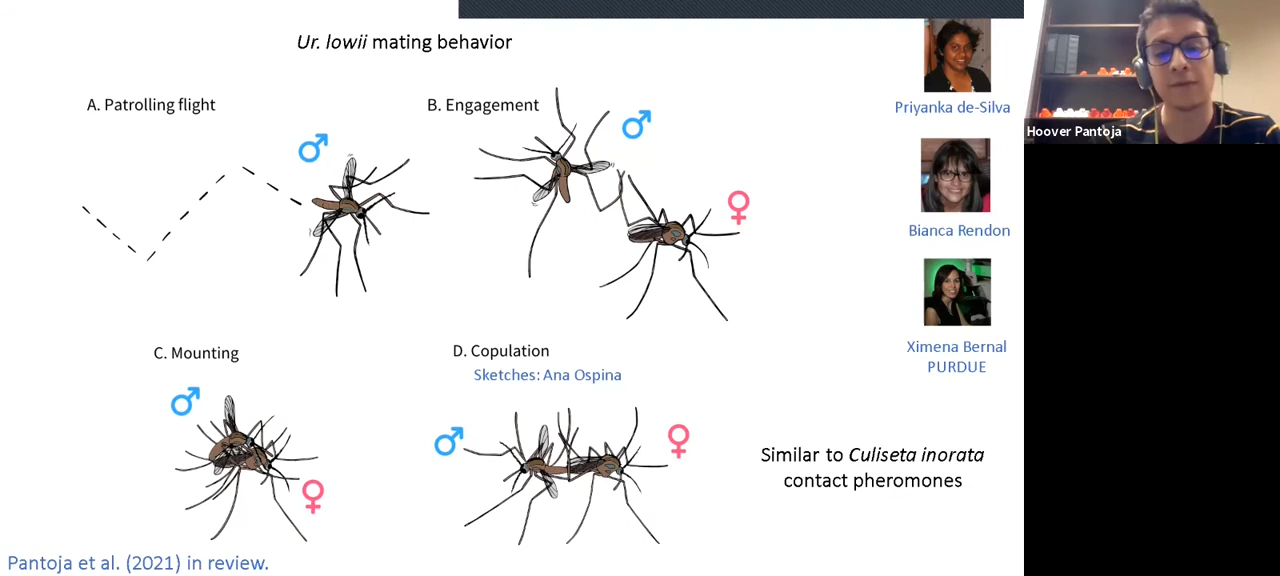 Ur. lowii mating behavior
A. Patrolling flight
B. Engagement
C. Mounting
D. Copulation
Sketches: Ana Ospina
Similar to Culiseta inorata
contact pheromones
Pantoja et al. (2021) in review.
Priyanka de-Silva
Bianca Rendon
Ximena Bernal
PURDUE
Hoover Pantoja